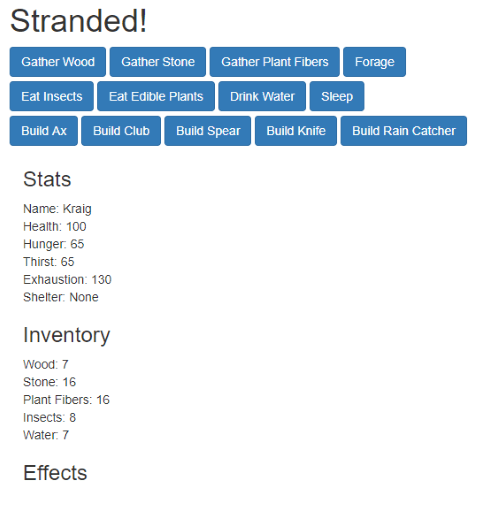 Stranded!
Gather Wood Gather Stone Gather Plant Fibers Forage
Eat Insects Eat Edible Plants Drink Water Sleep
Build Ax Build Club Build Spear Build Knife Build Rain Catcher
Stats
Name: Kraig
Health: 100
Hunger: 65
Thirst: 65
Exhaustion: 130
Shelter: None
Inventory
Wood: 7
Stone: 16
Plant Fibers: 16
Insects: 8
Water: 7
Effects